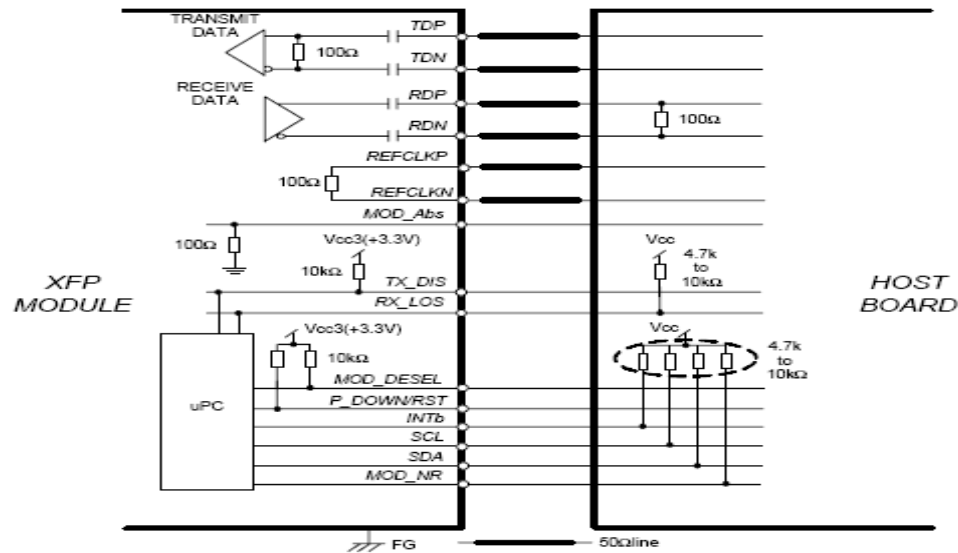 TRANSMIT
DATA
TDP
100Ω
TDN
RECEIVE
DATA
RDP
100Ω
RDN
REFCLKP
100Ω
REFCLKN
MOD_Abs
100Ω
Vcc3(+3.3V)
10kΩ
Vcc
4.7k
to
10kΩ
XFP
MODULE
HOST
BOARD
TX_DIS
RX_LOS
Vcc3(+3.3V)
10kΩ
Vcc
4.7k
to
10kΩ
uPC
MOD_DESEL
P_DOWN/RST
INTb
SCL
SDA
MOD_NR
FG
50Ωline